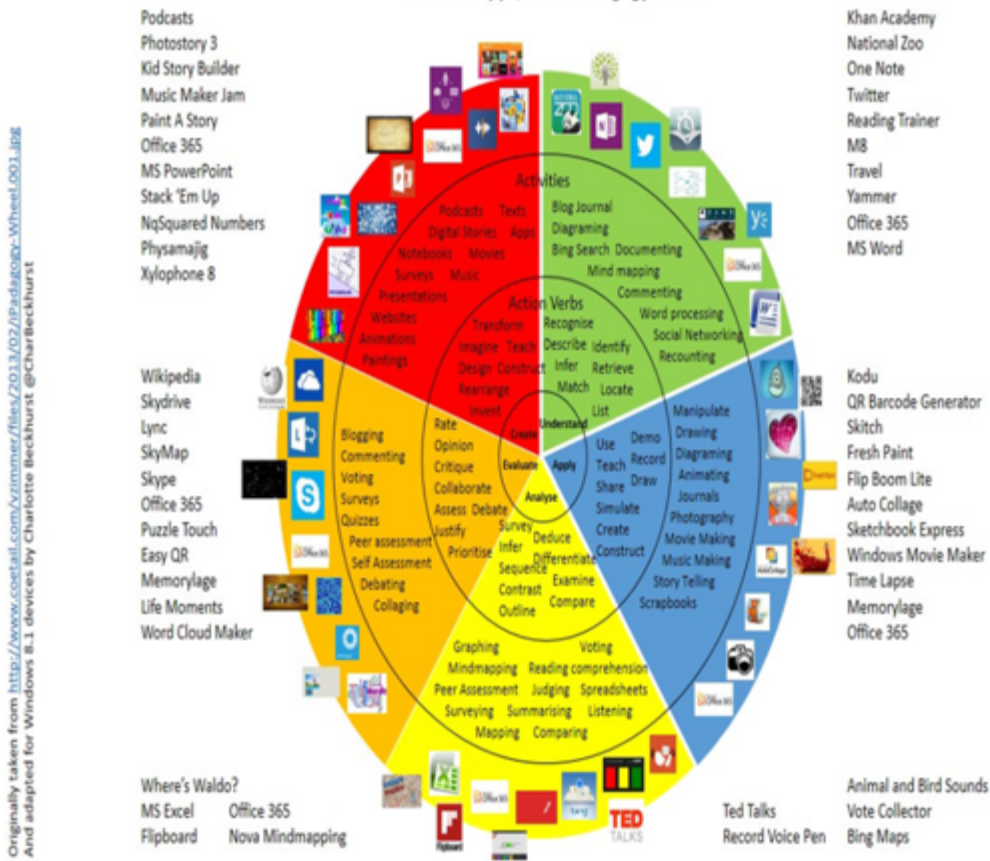 Podcasts
Photostory 3
Kid Story Builder
Music Maker Jam
Paint A Story
Office 365
MS PowerPoint
Stack 'Em Up
NqSquared Numbers
Physamajig
Xylophone 8
Khan Academy
National Zoo
One Note
Twitter
Reading Trainer
M8
Travel
Yammer
Office 365
MS Word
Activities
Podcasts Texts
Digital Stories Apps
Notebooks Movies
Surveys Music
Presentations
Websites
Animations
Paintings
Blog Journal
Diagraming
Bing Search Documenting
Mind mapping
Commenting
Word processing
Social Networking
Recounting
Action Verbs
Transform
Imagine Teach
Design Construct
Rearrange
Invent
Create
Recognise
Describe Identify
Infer Retrieve
Match Locate
List
Understand
Wikipedia
Skydrive
Lync
SkyMap
Skype
Office 365
Puzzle Touch
Easy QR
Memorylage
Life Moments
Word Cloud Maker
Blogging
Commenting
Voting
Surveys
Quizzes
Peer assessment
Self Assessment
Debating
Collaging
Rate
Opinion
Critique
Collaborate
Assess Debate
Justify
Prioritise
Evaluate
Apply
Analyse
Use Demo
Teach Record
Share Draw
Simulate
Create
Construct
Manipulate
Drawing
Diagraming
Animating
Journals
Photography
Movie Making
Music Making
Story Telling
Scrapbooks
Kodu
QR Barcode Generator
Skitch
Fresh Paint
Flip Boom Lite
Auto Collage
Sketchbook Express
Windows Movie Maker
Time Lapse
Memorylage
Office 365
Survey Deduce
Infer Differentiate
Sequence Examine
Contrast Compare
Outline
Graphing Voting
Mindmapping Reading comprehension
Peer Assessment Judging Spreadsheets
Surveying Summarising Listening
Mapping Comparing
Where's Waldo?
MS Excel Office 365
Flipboard Nova Mindmapping
Flipboard
bing
TED
TALKS
Ted Talks
Record Voice Pen
Animal and Bird Sounds
Vote Collector
Bing Maps
Originally taken from http://www.coetail.com/vzimmer/files/2013/02/iPadagogy-Wheel.001.jpg
And adapted for Windows 8.1 devices by Charlotte Beckhurst @CharBeckhurst